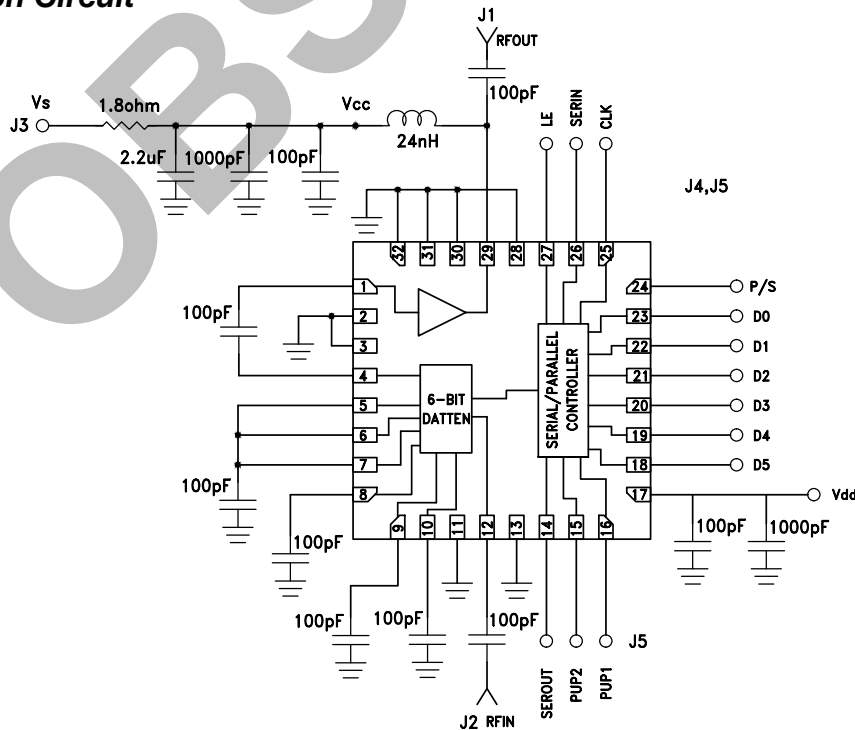 on Circuit
OBS
J1
RFOUT
100pF
Vs
1.8ohm
Vcc
J3
24nH
2.2uF
1000pF
100pF
LE
SERIN
CLK
J4,J5
32
31
30
29
28
27
26
25
1
2
3
4
5
6
7
8
100pF
100pF
6-BIT
DATTEN
SERIAL/PARALLEL
CONTROLLER
24
P/S
23
D0
22
D1
21
D2
20
D3
19
D4
18
D5
17
Vdd
100pF
1000pF
9
10
11
12
13
14
15
16
100pF
100pF
100pF
100pF
J5
SEROUT
PUP2
PUP1
J2 RFIN